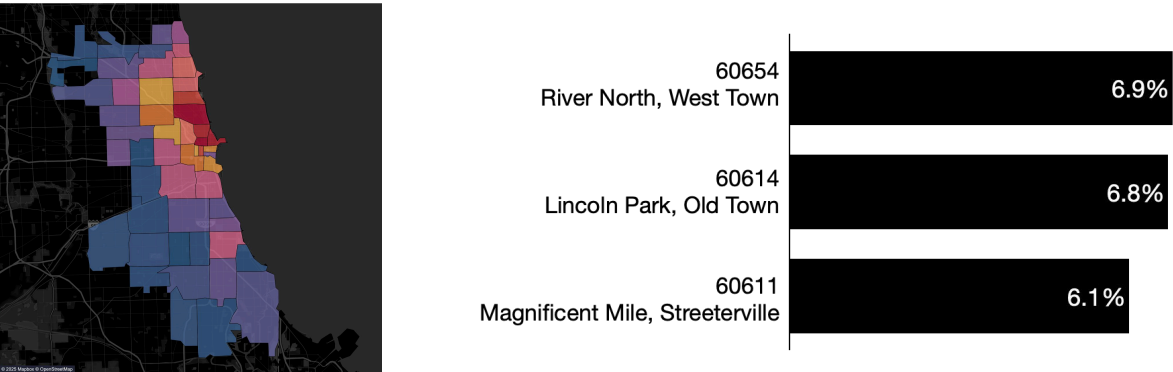 60654
River North, West Town
6.9%
60614
Lincoln Park, Old Town
6.8%
60611
Magnificent Mile, Streeterville
6.1%
© 2025 Mapbox © OpenStreetMap